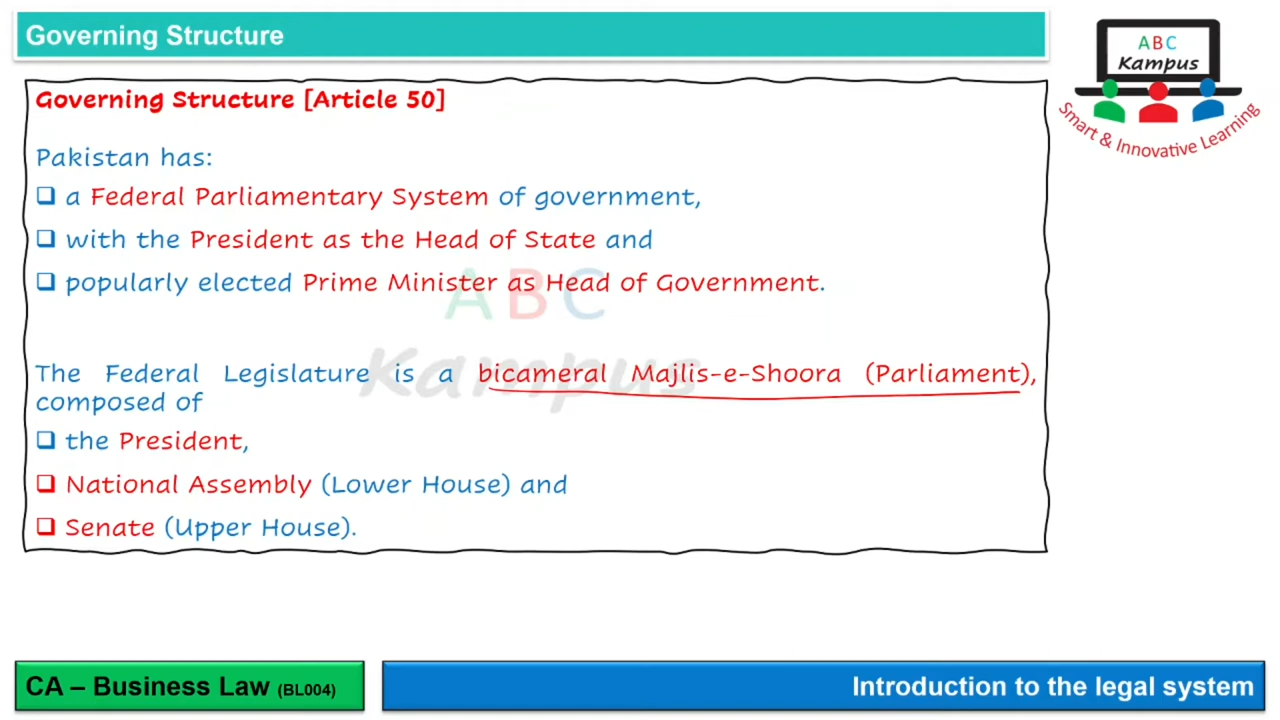 Governing Structure
ABC
Kampus
Smart & Innovative Learning
Governing Structure [Article 50]
Pakistan has:
❑ a Federal Parliamentary System of government,
❑ with the President as the Head of State and
❑ popularly elected Prime Minister as Head of Government.
ABC
Kampus
The Federal Legislature is a bicameral Majlis-e-Shoora (Parliament),
composed of
❑ the President,
❑ National Assembly (Lower House) and
❑ Senate (Upper House).
CA – Business Law (BL004)
Introduction to the legal system